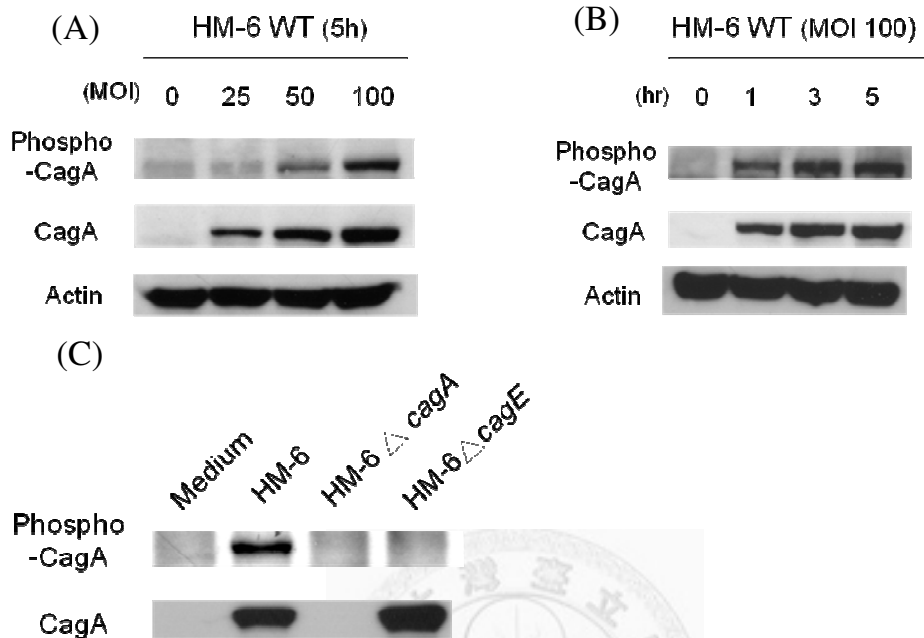 (A)
HM-6 WT (5h)
(MOI) 0 25 50 100
Phospho
-CagA
CagA
Actin
(B)
HM-6 WT (MOI 100)
(hr) 0 1 3 5
Phospho
-CagA
CagA
Actin
(C)
Medium
HM-6
HM-6 △ cagA
HM-6 △ cagE
Phospho
-CagA
CagA